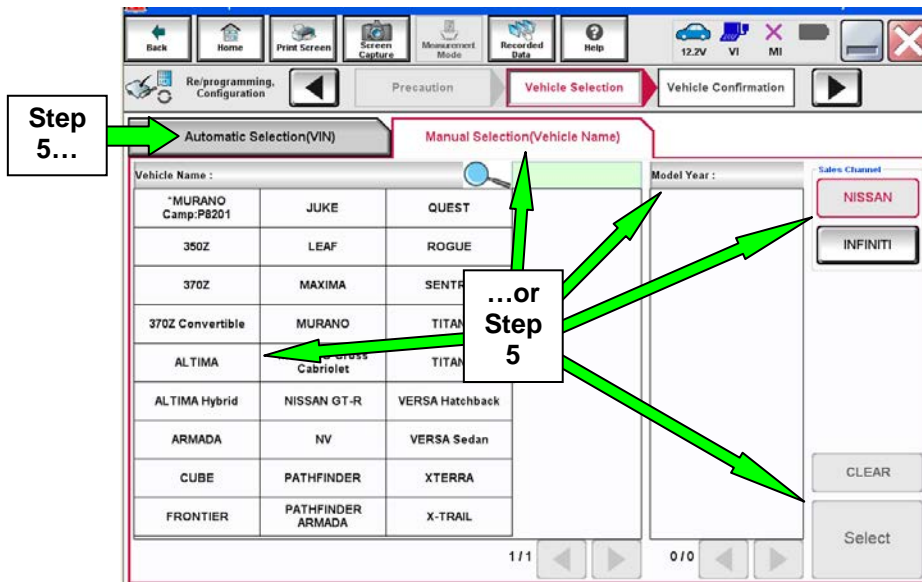 Back
Home
Print Screen
Screen
Capture
Measurement
Mode
Recorded
Data
Help
12.2V
VI
MI
Re/programming,
Configuration
Precaution
Vehicle Selection
Vehicle Confirmation
Step
5…
Automatic Selection(VIN)
Manual Selection(Vehicle Name)
Vehicle Name :
Model Year :
Sales Channel
*MURANO
Camp:P8201
JUKE
QUEST
NISSAN
350Z
LEAF
ROGUE
INFINITI
370Z
MAXIMA
SENTR
…or
Step
5
370Z Convertible
MURANO
TITAN
ALTIMA
Cross
Cabriolet
TITAN
ALTIMA Hybrid
NISSAN GT-R
VERSA Hatchback
ARMADA
NV
VERSA Sedan
CUBE
PATHFINDER
XTERRA
CLEAR
FRONTIER
PATHFINDER
ARMADA
X-TRAIL
Select
1/1
0/0